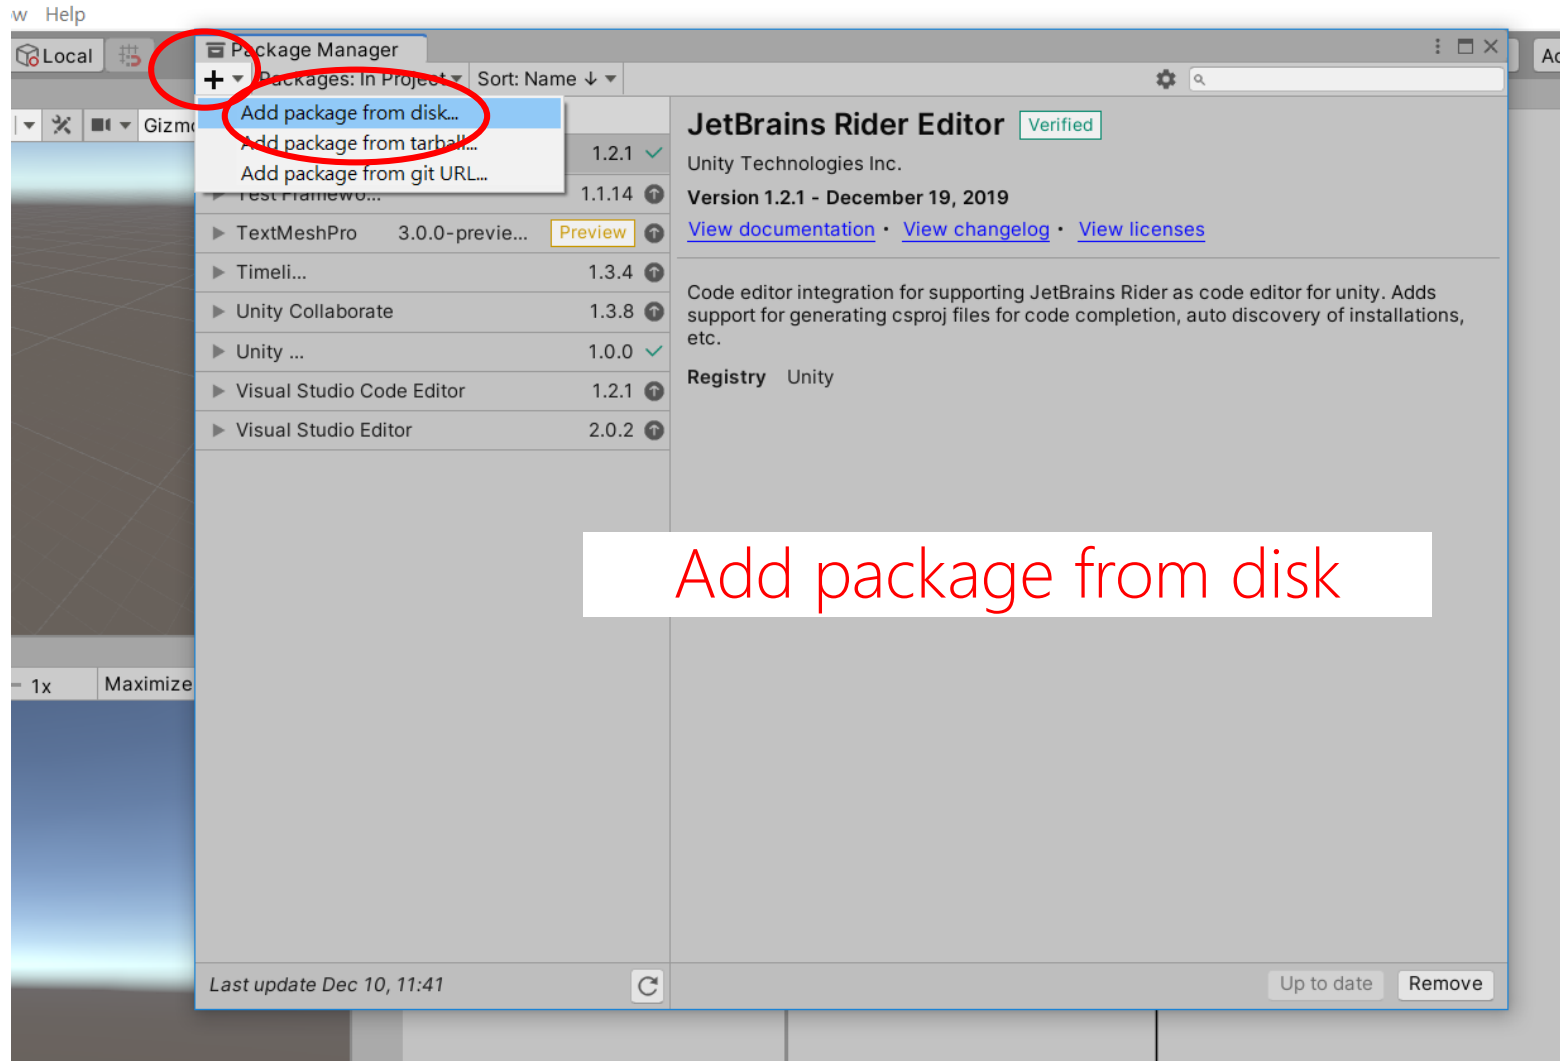 Help
Local
Package Manager
Packages: In Project
Sort: Name ↓
Gizmo
Add package from disk...
Add package from tarball...
Add package from git URL...
1.2.1
Test Framewo... 1.1.14
TextMeshPro 3.0.0-previe... Preview
Timeli... 1.3.4
Unity Collaborate 1.3.8
Unity ... 1.0.0
Visual Studio Code Editor 1.2.1
Visual Studio Editor 2.0.2
JetBrains Rider Editor Verified
Unity Technologies Inc.
Version 1.2.1 - December 19, 2019
View documentation • View changelog • View licenses
Code editor integration for supporting JetBrains Rider as code editor for unity. Adds
support for generating csproj files for code completion, auto discovery of installations,
etc.
Registry Unity
Add package from disk
1x
Maximize
Last update Dec 10, 11:41
Up to date
Remove